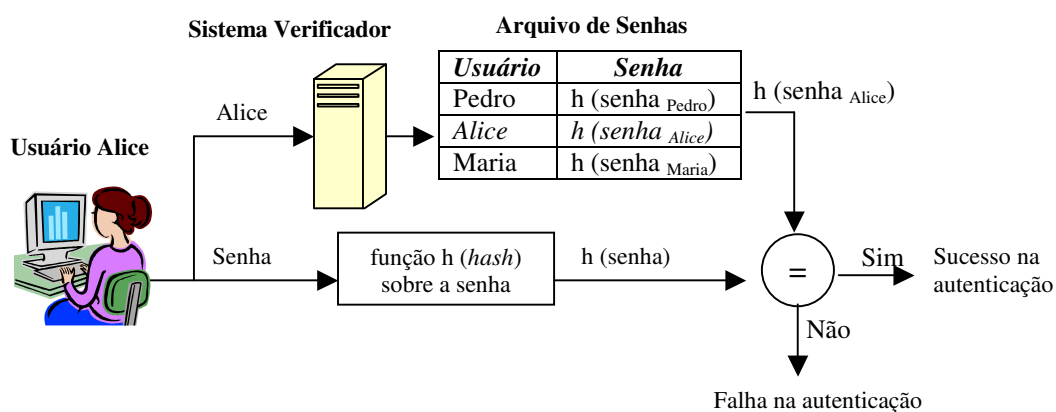 Sistema Verificador
Arquivo de Senhas
Usuário Senha
Pedro h (senha Pedro)
Alice h (senha Alice)
Maria h (senha Maria)
h (senha Alice)
Alice
Usuário Alice
Senha
função h (hash)
sobre a senha
h (senha)
=
Sim
Sucesso na
autenticação
Não
Falha na autenticação